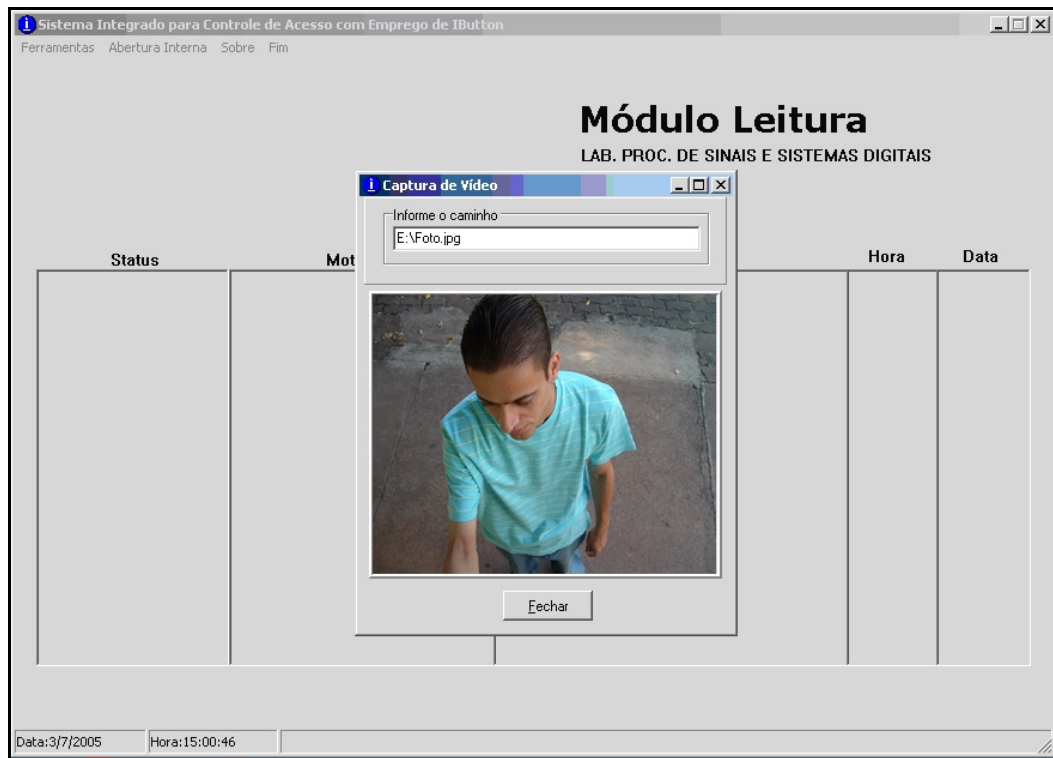 Sistema Integrado para Controle de Acesso com Emprego de IButton
Ferramentas Abertura Interna Sobre Fim
Módulo Leitura
LAB. PROC. DE SINAIS E SISTEMAS DIGITAIS
Captura de Vídeo
Informe o caminho
E:\Foto.jpg
Status Mot Hora Data
Fechar
Data:3/7/2005 Hora:15:00:46